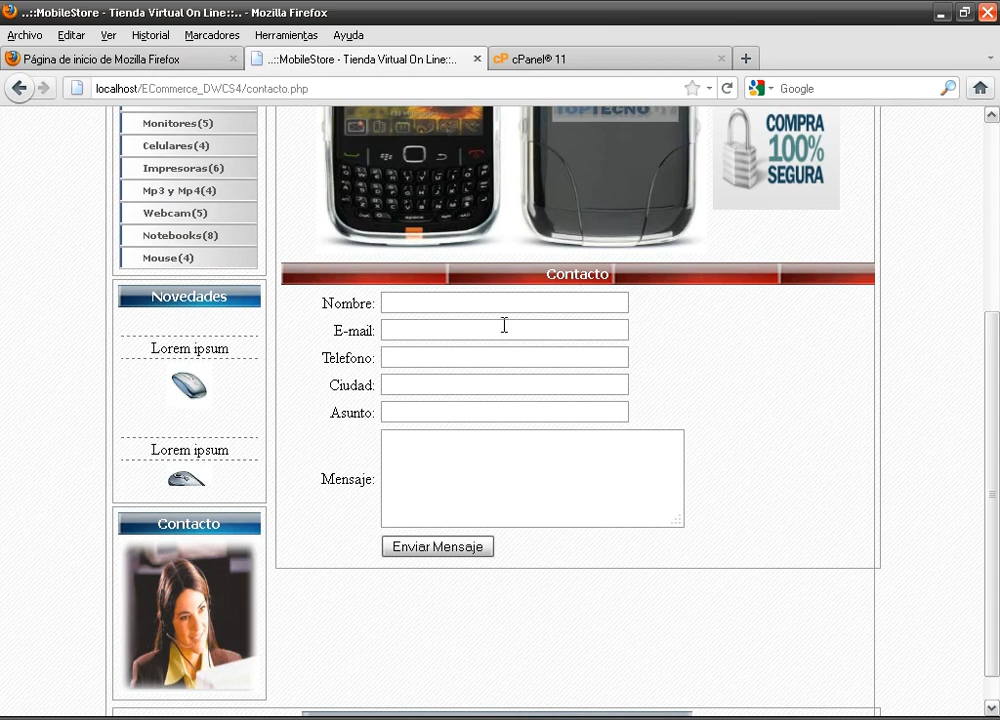 ..::MobileStore - Tienda Virtual On Line::.. - Mozilla Firefox
Archivo Editar Ver Historial Marcadores Herramientas Ayuda
Página de inicio de Mozilla Firefox
..::MobileStore - Tienda Virtual On Line::..
cP cPanel® 11
localhost/ECommerce_DWCS4/contacto.php
Google
Monitores(5)
Celulares(4)
Impresoras(6)
Mp3 y Mp4(4)
Webcam(5)
Notebooks(8)
Mouse(4)
Novedades
Lorem ipsum
Lorem ipsum
Contacto
TOPTECNO
COMPRA
100%
SEGURA
Contacto
Nombre:
E-mail:
Telefono:
Ciudad:
Asunto:
Mensaje:
Enviar Mensaje